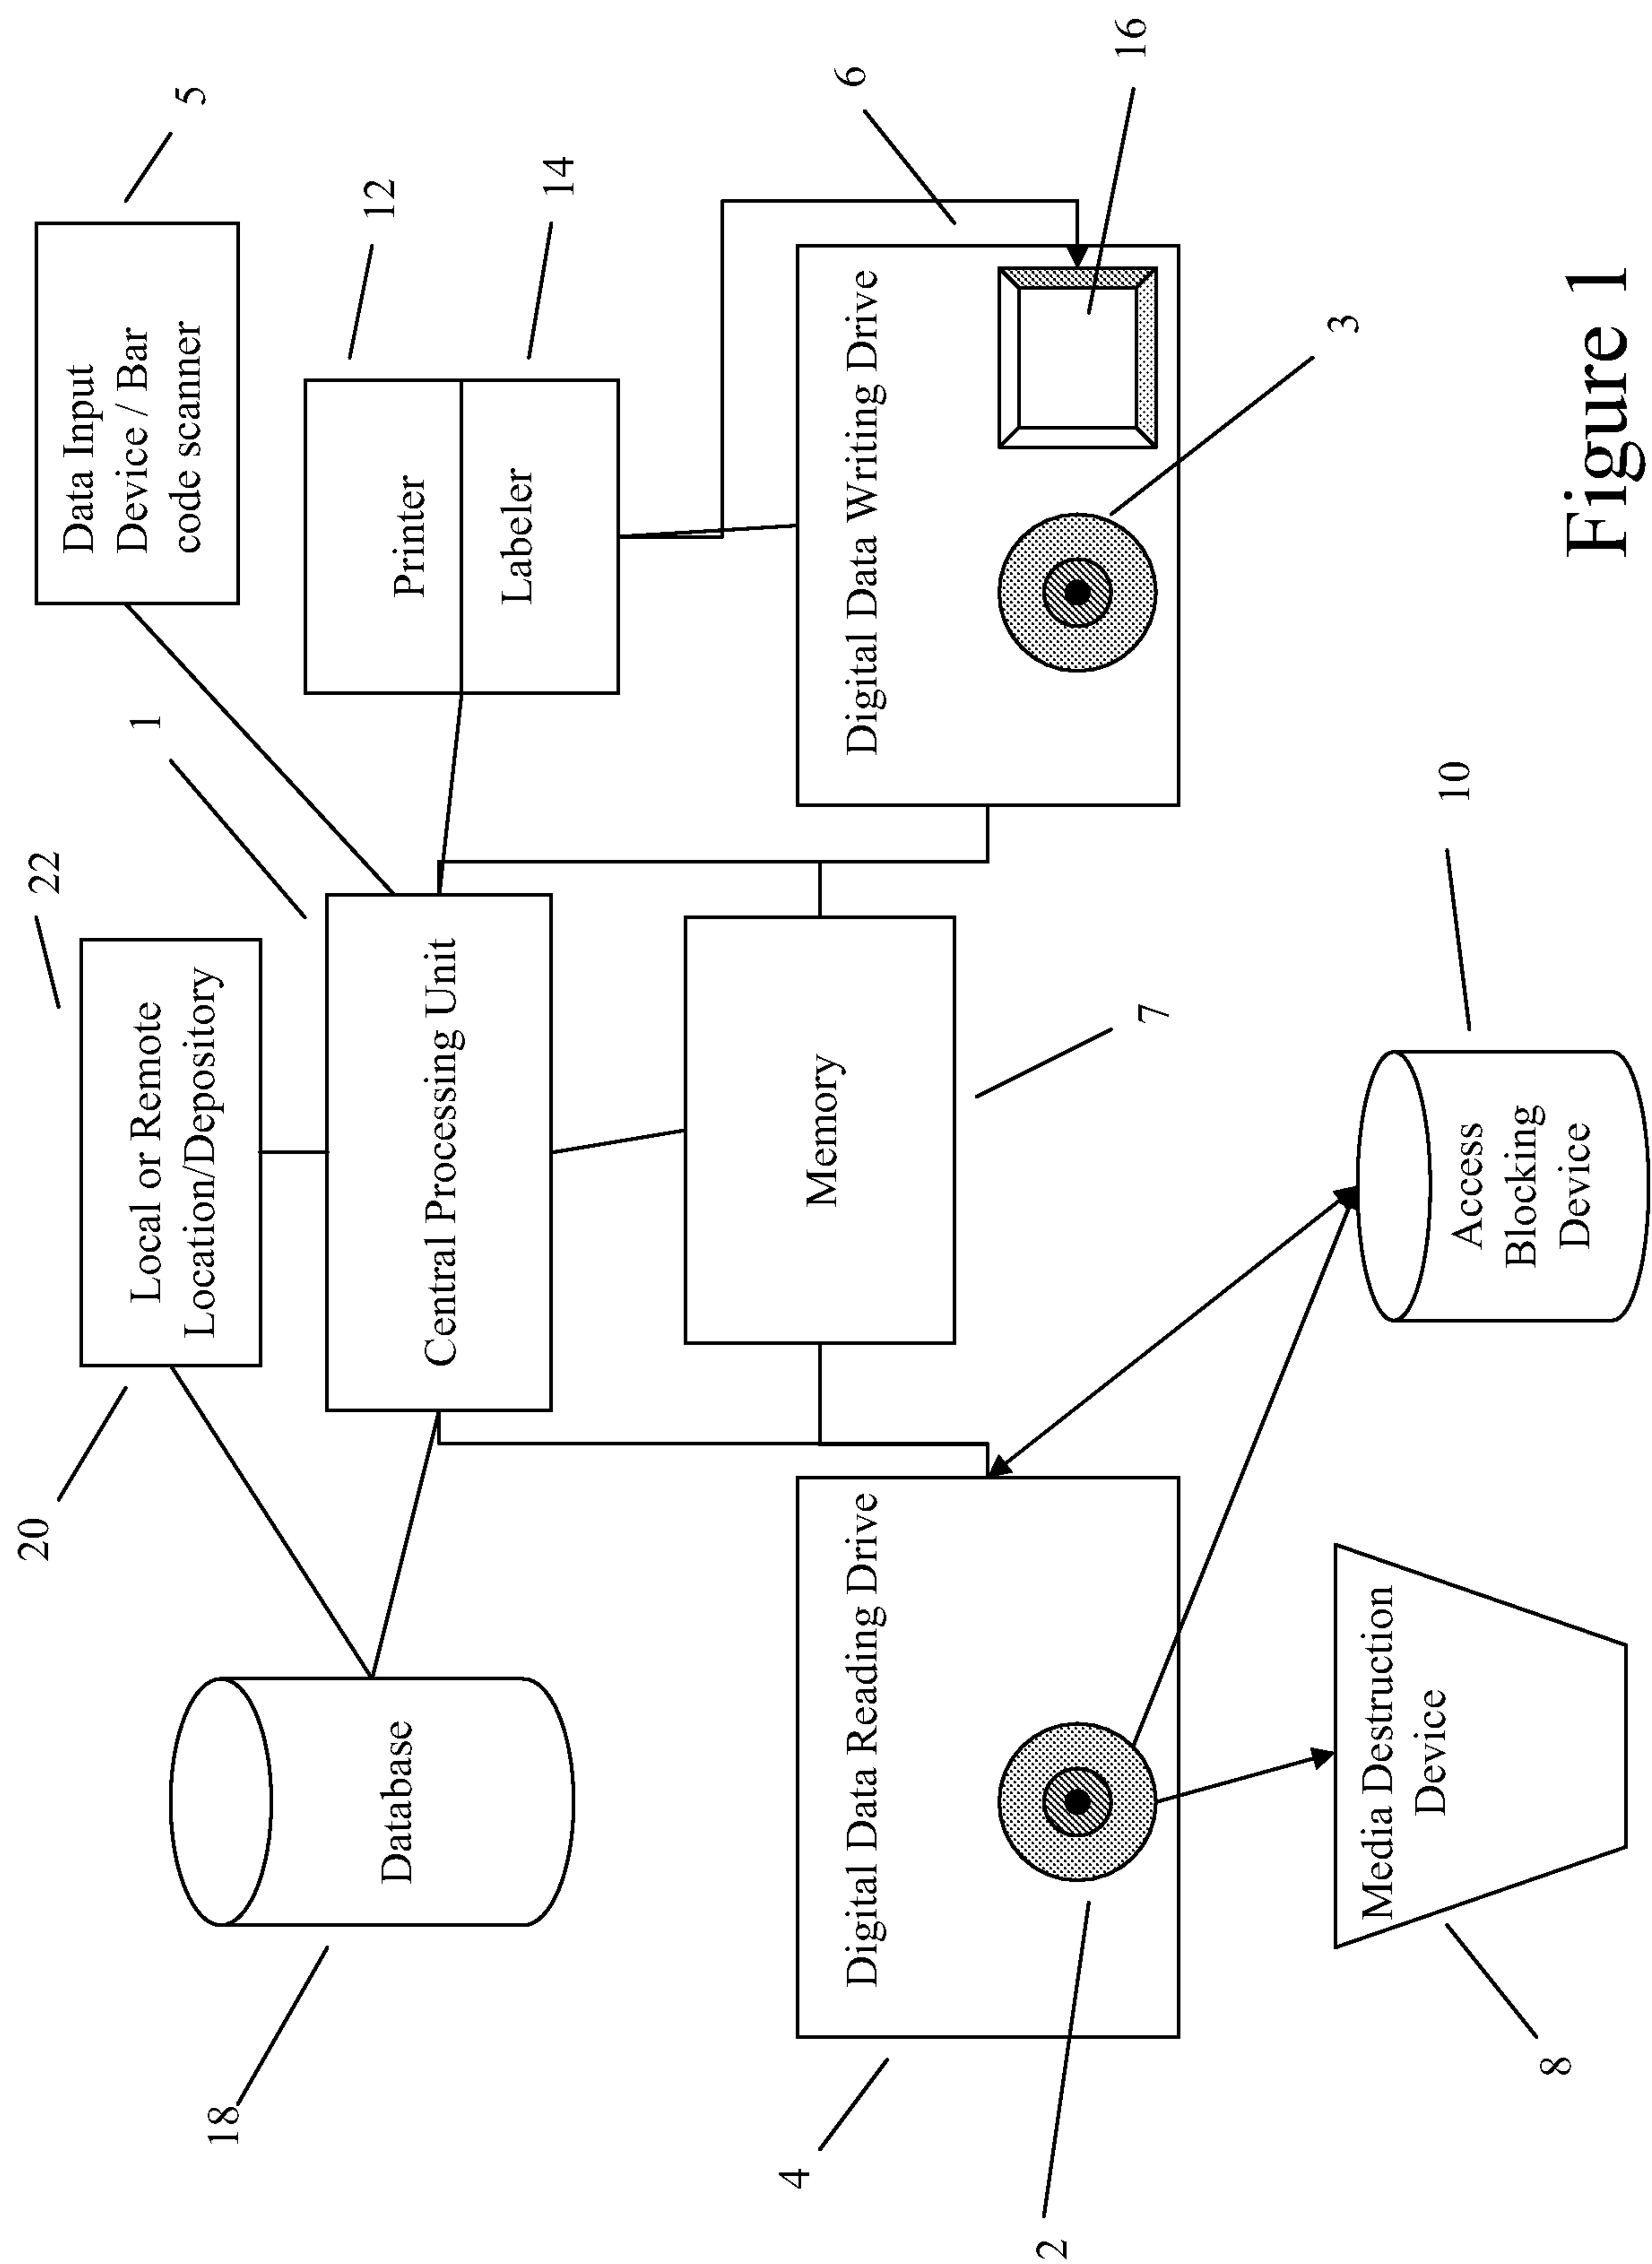 22
1
5
20
Local or Remote
Location/Depository
Data Input
Device / Bar
code scanner
18
12
14
Database
Central Processing Unit
Printer
Labeler
6
4
Digital Data Reading Drive
Memory
Digital Data Writing Drive
16
2
7
3
8
Media Destruction
Device
10
Access
Blocking
Device
Figure 1